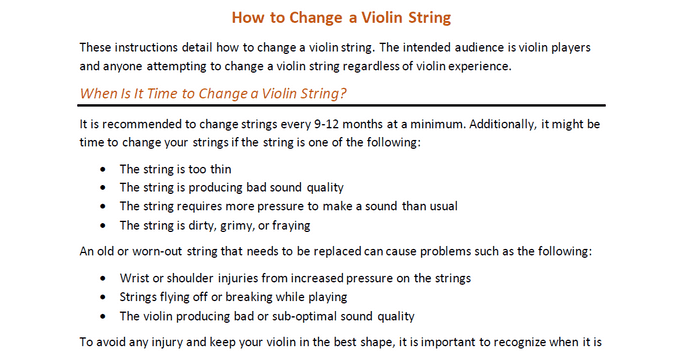 How to Change a Violin String
These instructions detail how to change a violin string. The intended audience is violin players
and anyone attempting to change a violin string regardless of violin experience.
When Is It Time to Change a Violin String?
It is recommended to change strings every 9-12 months at a minimum. Additionally, it might be
time to change your strings if the string is one of the following:
• The string is too thin
• The string is producing bad sound quality
• The string requires more pressure to make a sound than usual
• The string is dirty, grimy, or fraying
An old or worn-out string that needs to be replaced can cause problems such as the following:
• Wrist or shoulder injuries from increased pressure on the strings
• Strings flying off or breaking while playing
• The violin producing bad or sub-optimal sound quality
To avoid any injury and keep your violin in the best shape, it is important to recognize when it is